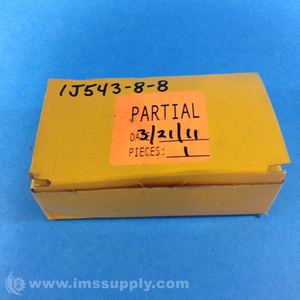 1J543-8-8
PARTIAL
DATE 3/21/11
PIECES: 1
© www.imssupply.com